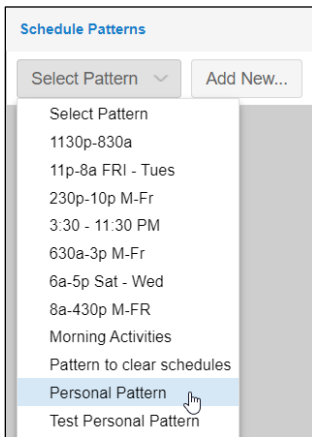 Schedule Patterns
Select Pattern Add New...
Select Pattern
1130p-830a
11p-8a FRI - Tues
230p-10p M-Fr
3:30 - 11:30 PM
630a-3p M-Fr
6a-5p Sat - Wed
8a-430p M-FR
Morning Activities
Pattern to clear schedules
Personal Pattern
Test Personal Pattern